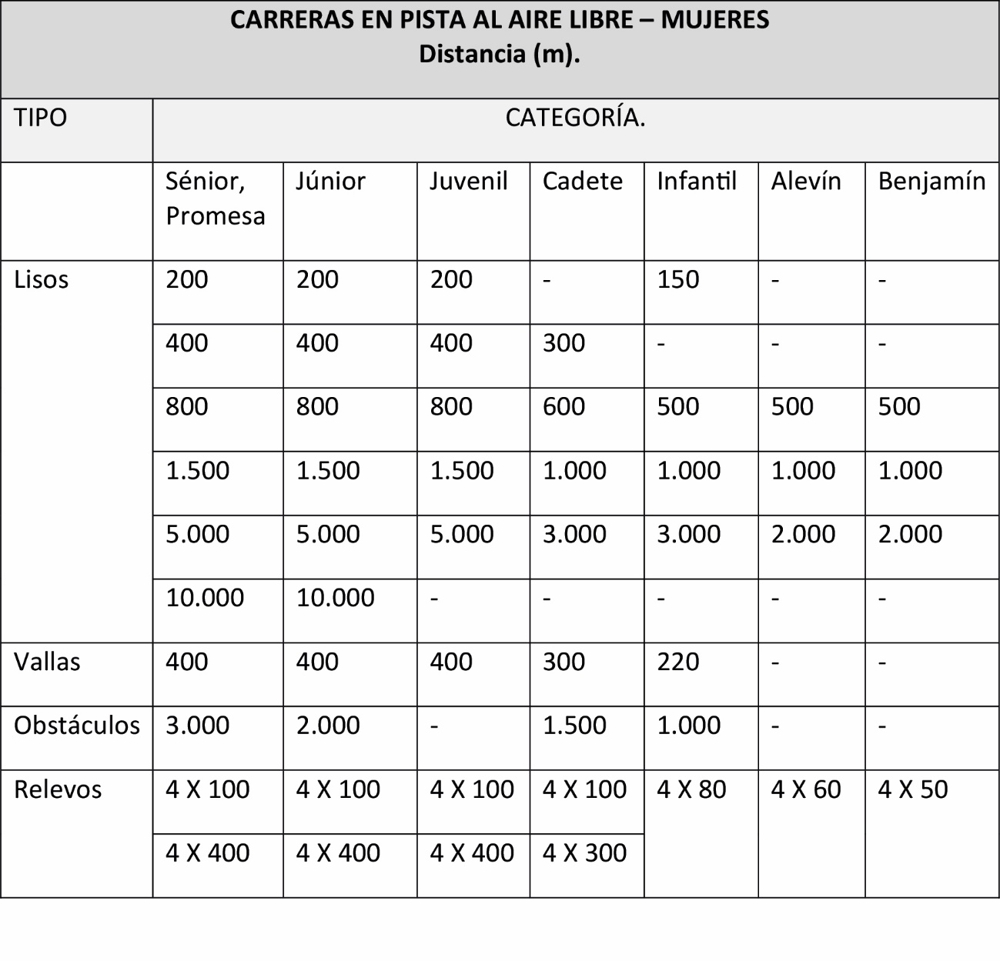 CARRERAS EN PISTA AL AIRE LIBRE – MUJERES
Distancia (m).
TIPO CATEGORÍA.
Sénior, Promesa Júnior Juvenil Cadete Infantil Alevín Benjamín
Lisos 200 200 200 - 150 - -
400 400 400 300 - - -
800 800 800 600 500 500 500
1.500 1.500 1.500 1.000 1.000 1.000 1.000
5.000 5.000 5.000 3.000 3.000 2.000 2.000
10.000 10.000 - - - - -
Vallas 400 400 400 300 220 - -
Obstáculos 3.000 2.000 - 1.500 1.000 - -
Relevos 4 X 100 4 X 100 4 X 100 4 X 100 4 X 80 4 X 60 4 X 50
4 X 400 4 X 400 4 X 400 4 X 300